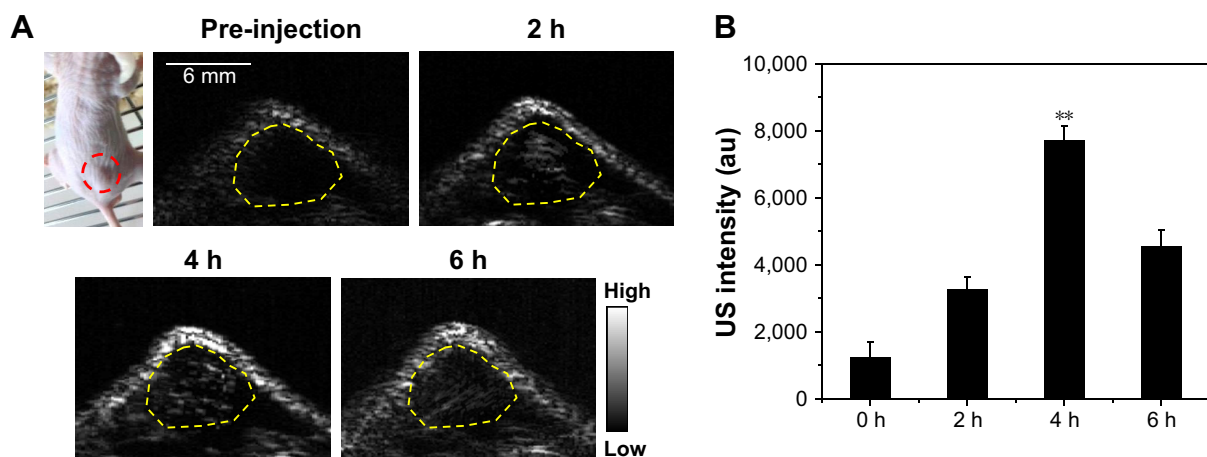 A
Pre-injection
2 h
6 mm
4 h
6 h
High
Low
B
US intensity (au)
10,000
8,000
6,000
4,000
2,000
0
**
0 h
2 h
4 h
6 h